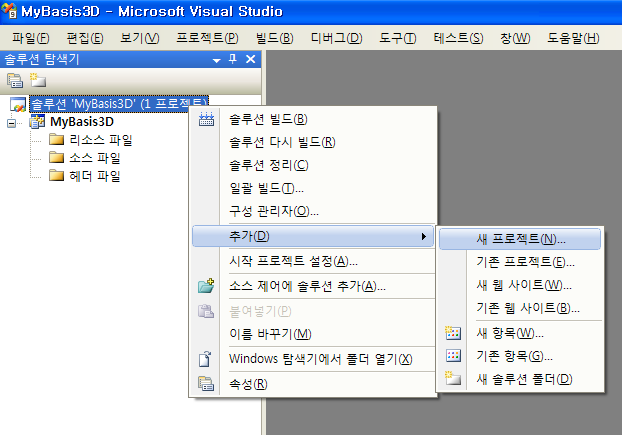 MyBasis3D - Microsoft Visual Studio
파일(F) 편집(E) 보기(V) 프로젝트(P) 빌드(B) 디버그(D) 도구(T) 테스트(S) 창(W) 도움말(H)
솔루션 탐색기
솔루션 'MyBasis3D' (1 프로젝트)
MyBasis3D
리소스 파일
소스 파일
헤더 파일
솔루션 빌드(B)
솔루션 다시 빌드(R)
솔루션 정리(C)
일괄 빌드(T)...
구성 관리자(O)...
추가(D)
시작 프로젝트 설정(A)...
소스 제어에 솔루션 추가(A)...
붙여넣기(P)
이름 바꾸기(M)
Windows 탐색기에서 폴더 열기(X)
속성(R)
새 프로젝트(N)...
기존 프로젝트(E)...
새 웹 사이트(W)...
기존 웹 사이트(B)...
새 항목(W)...
기존 항목(G)...
새 솔루션 폴더(D)